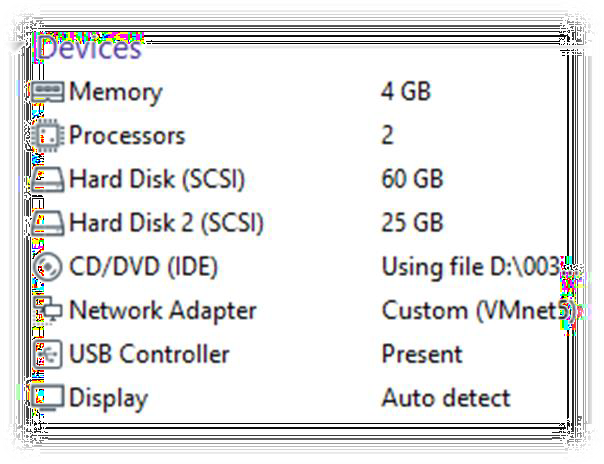 Devices
Memory 4 GB
Processors 2
Hard Disk (SCSI) 60 GB
Hard Disk 2 (SCSI) 25 GB
CD/DVD (IDE) Using file D:\003
Network Adapter Custom (VMnet5)
USB Controller Present
Display Auto detect